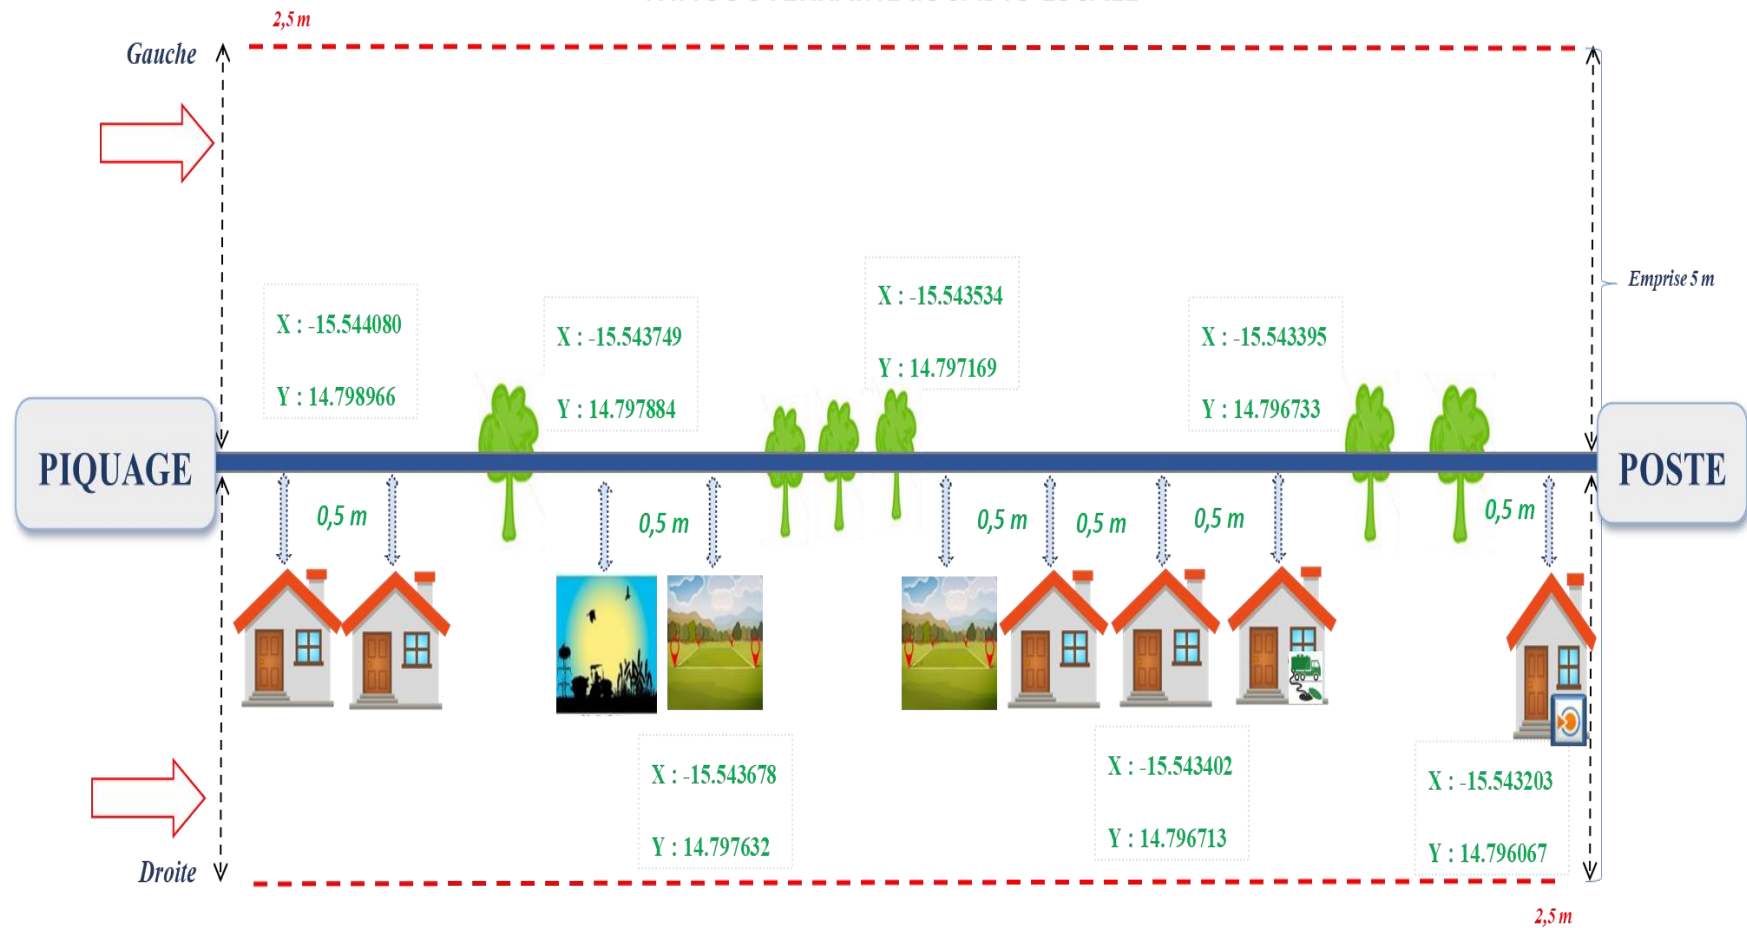 2,5 m
Gauche
Emprise 5 m
X : -15.544080
Y : 14.798966
X : -15.543749
Y : 14.797884
X : -15.543534
Y : 14.797169
X : -15.543395
Y : 14.796733
PIQUAGE
POSTE
0,5 m
0,5 m
0,5 m
0,5 m
0,5 m
0,5 m
X : -15.543678
Y : 14.797632
X : -15.543402
Y : 14.796713
X : -15.543203
Y : 14.796067
Droite
2,5 m